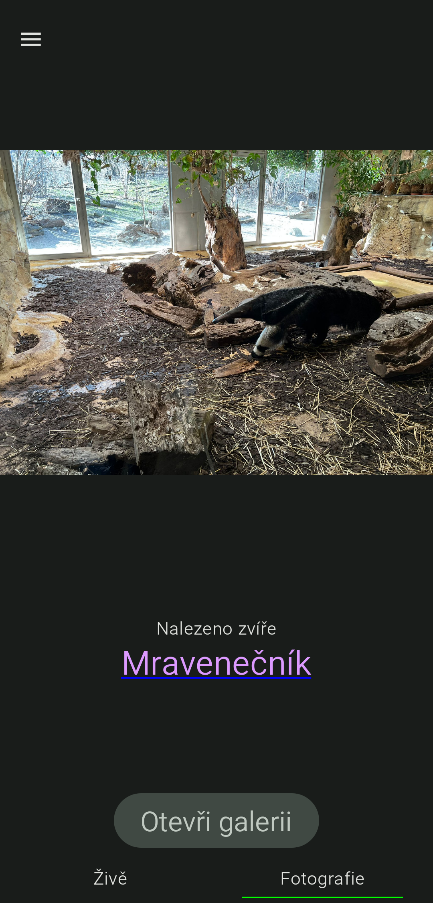 Nalezeno zvíře
Mravenečník
Otevři galerii
Živě
Fotografie